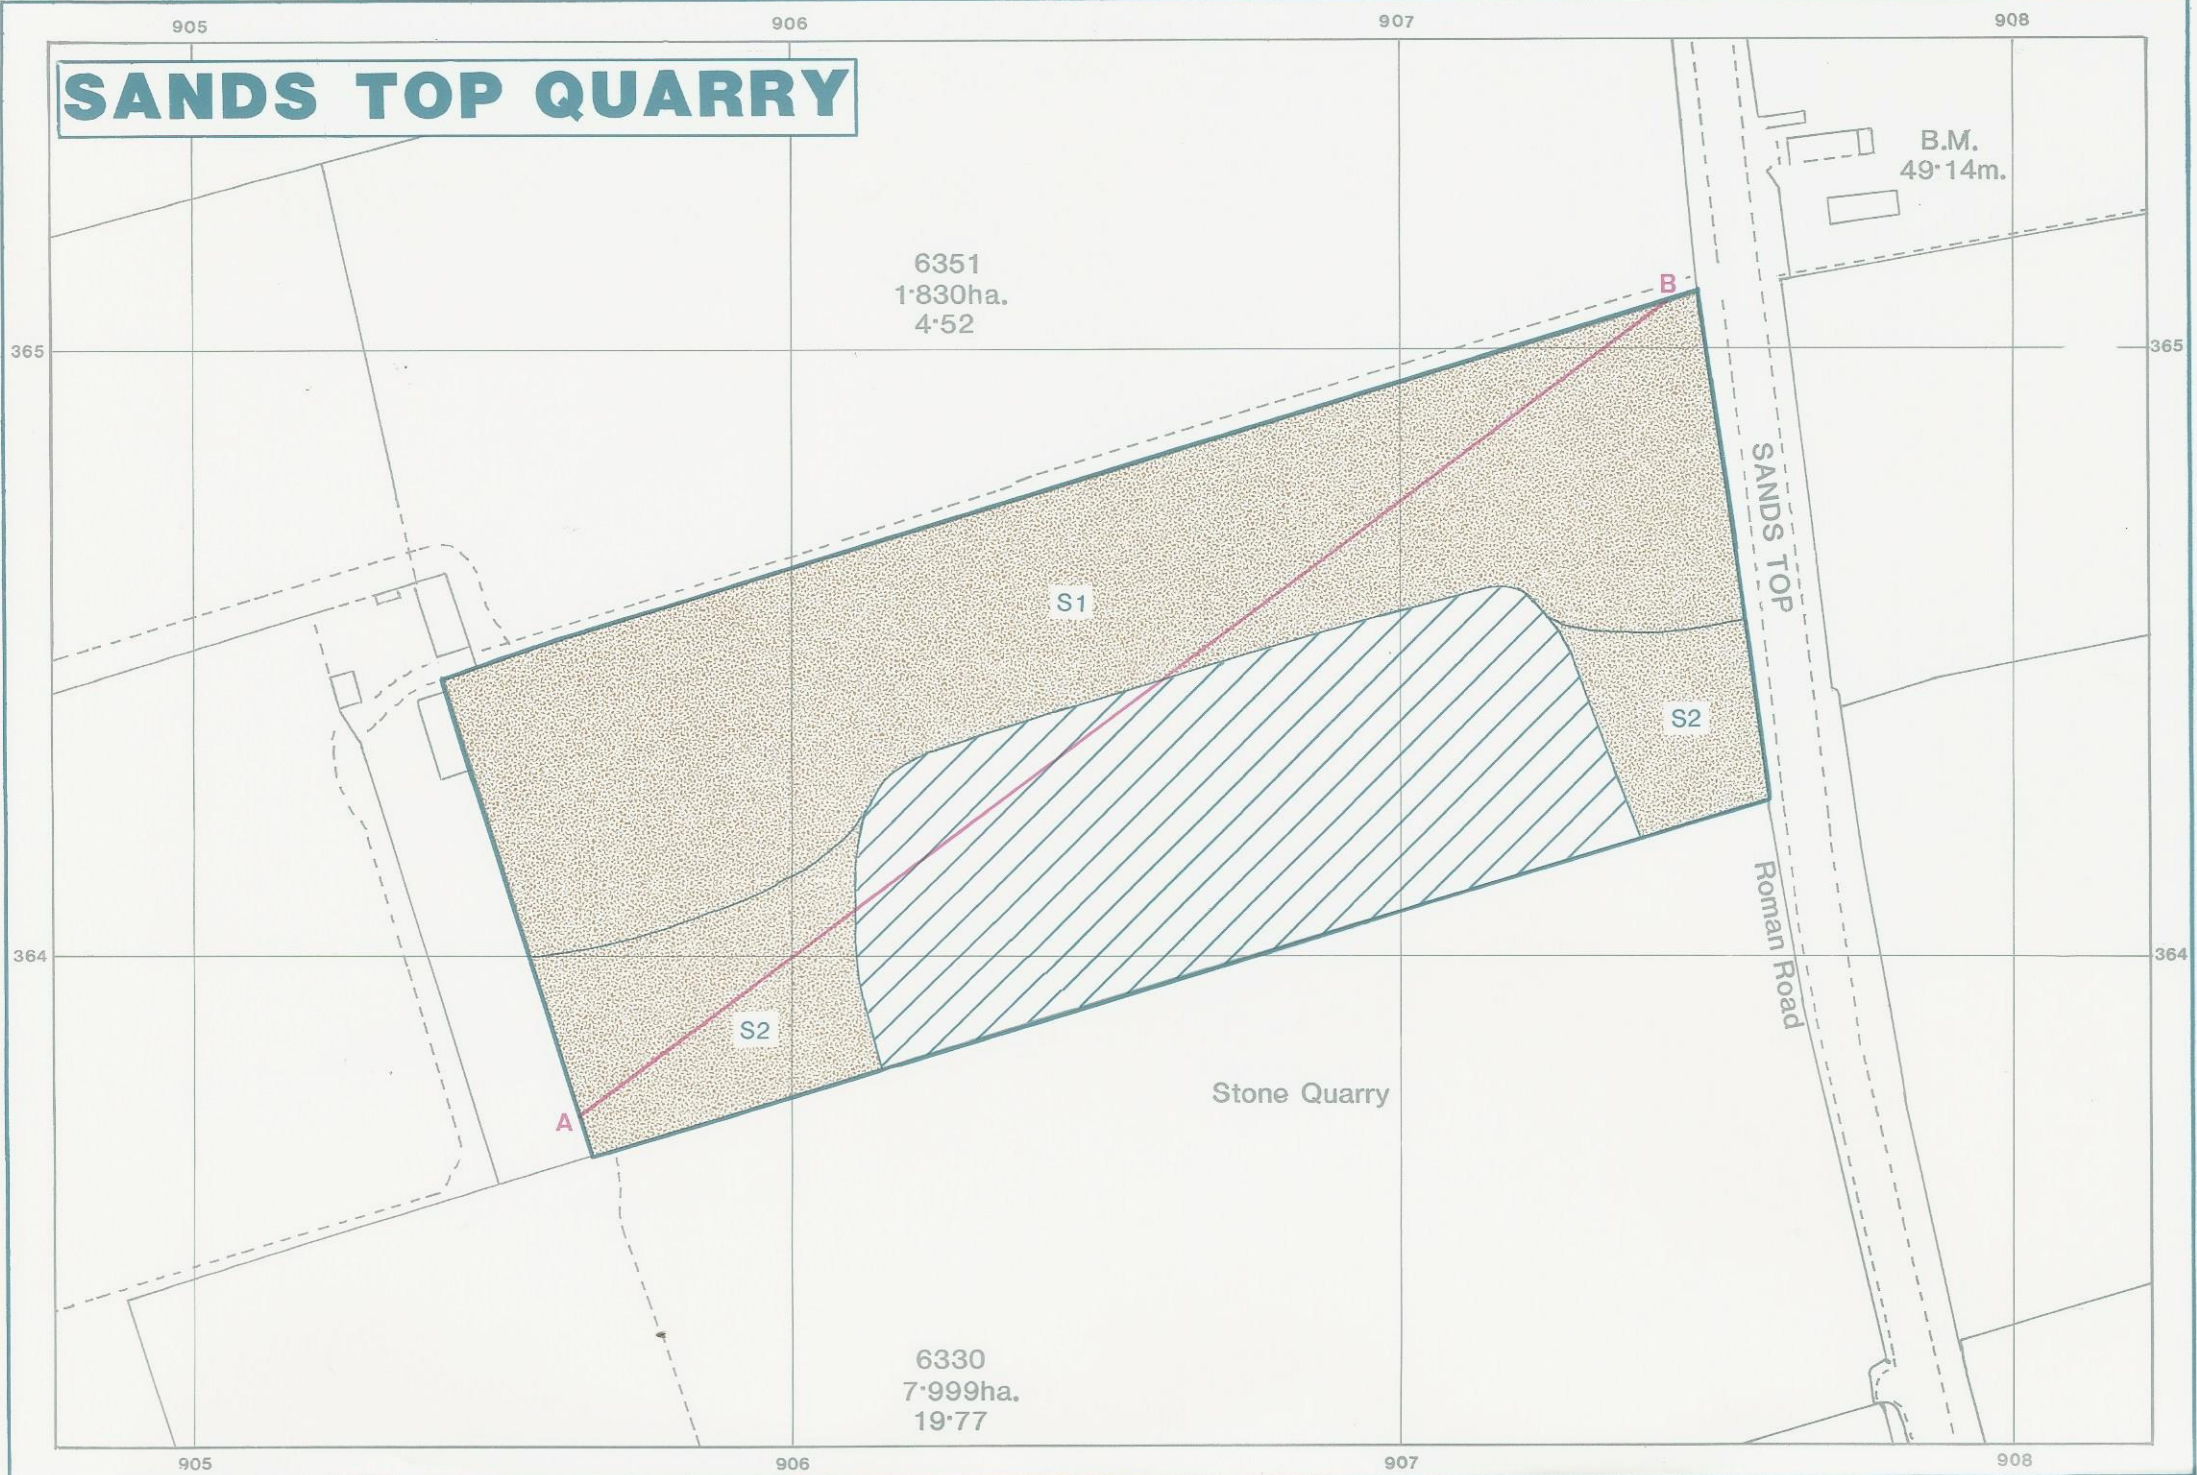 905 906 907 908
SANDS TOP QUARRY
B.M.
49·14m.
6351
1·830ha.
4·52
B
365 365
SANDS TOP
S1
S2
Roman Road
364 364
S2
A
Stone Quarry
6330
7·999ha.
19·77
905 906 907 908